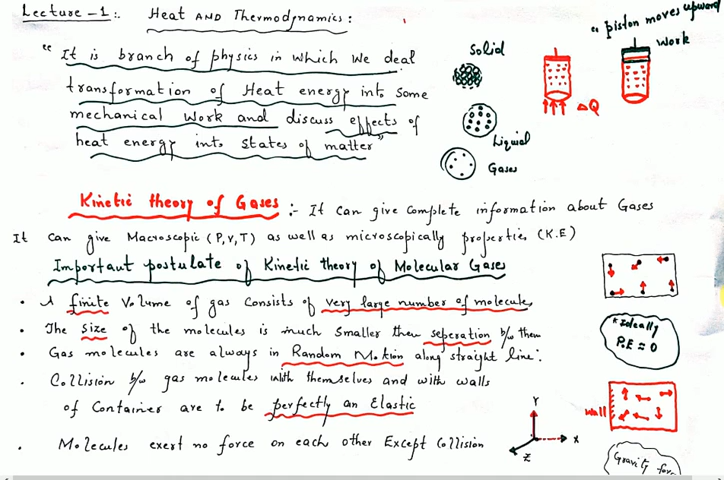 Lecture -1:. Heat AND Thermodynamics:
" piston moves upward
work
" It is branch of physics in which we deal
transformation of Heat energy into some
mechanical work and discuss effects of
heat energy into states of matter"
Solid
Liquid
Gases
ΔQ
Kinetic theory of Gases :- It can give complete information about Gases
It can give Macroscopic (P,V,T) as well as microscopically properties (K.E)
Important postulate of Kinetic theory of Molecular Gases
• A finite volume of gas consists of very large number of molecules
• The size of the molecules is much smaller then seperation b/w them
• Gas molecules are always in Random Motion along straight line:
• Collision b/w gas molecules with themselves and with walls
of Container are to be perfectly an Elastic
• Molecules exert no force on each other Except Collision
* Ideally
P.E = 0
wall
Y
X
Z
Gravity